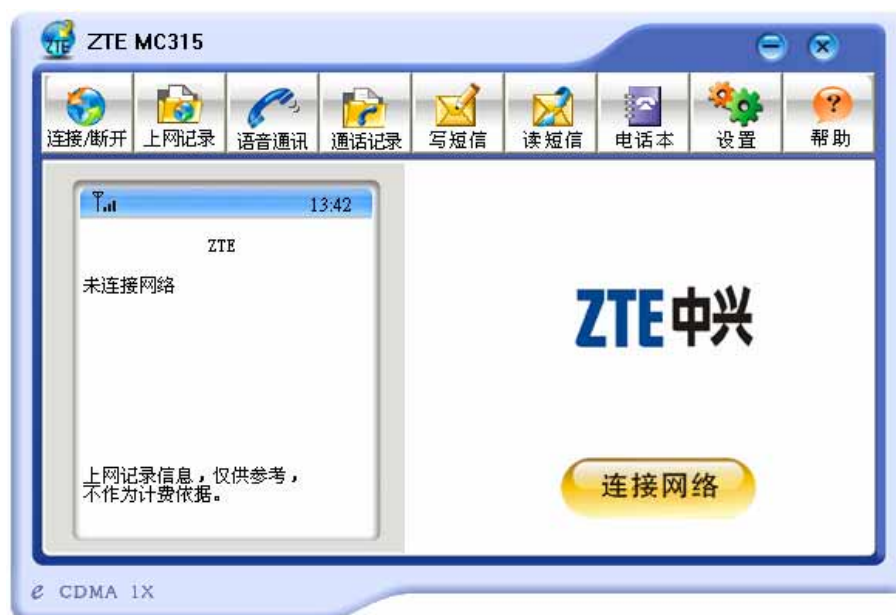 ZTE
ZTE MC315
连接/断开
上网记录
语音通讯
通话记录
写短信
读短信
电话本
设置
帮助
13:42
ZTE
未连接网络
上网记录信息，仅供参考，
不作为计费依据。
ZTE中兴
连接网络
e CDMA 1X